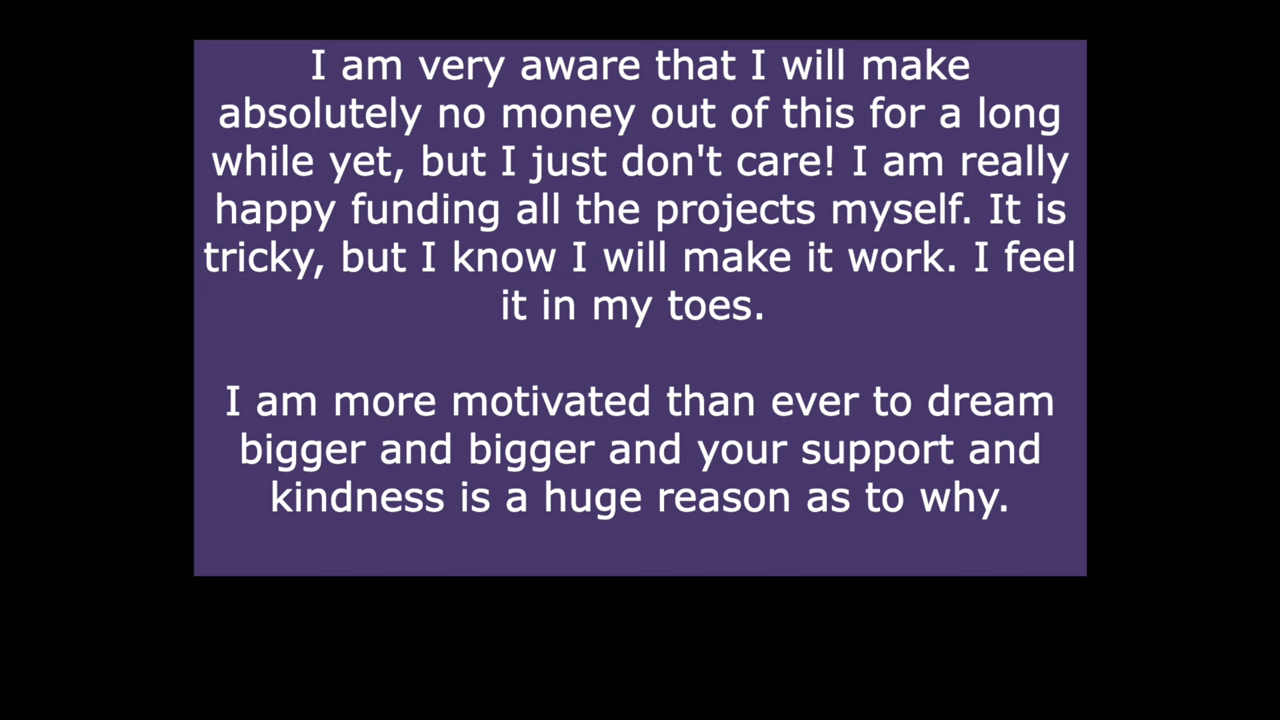 I am very aware that I will make
absolutely no money out of this for a long
while yet, but I just don't care! I am really
happy funding all the projects myself. It is
tricky, but I know I will make it work. I feel
it in my toes.
I am more motivated than ever to dream
bigger and bigger and your support and
kindness is a huge reason as to why.